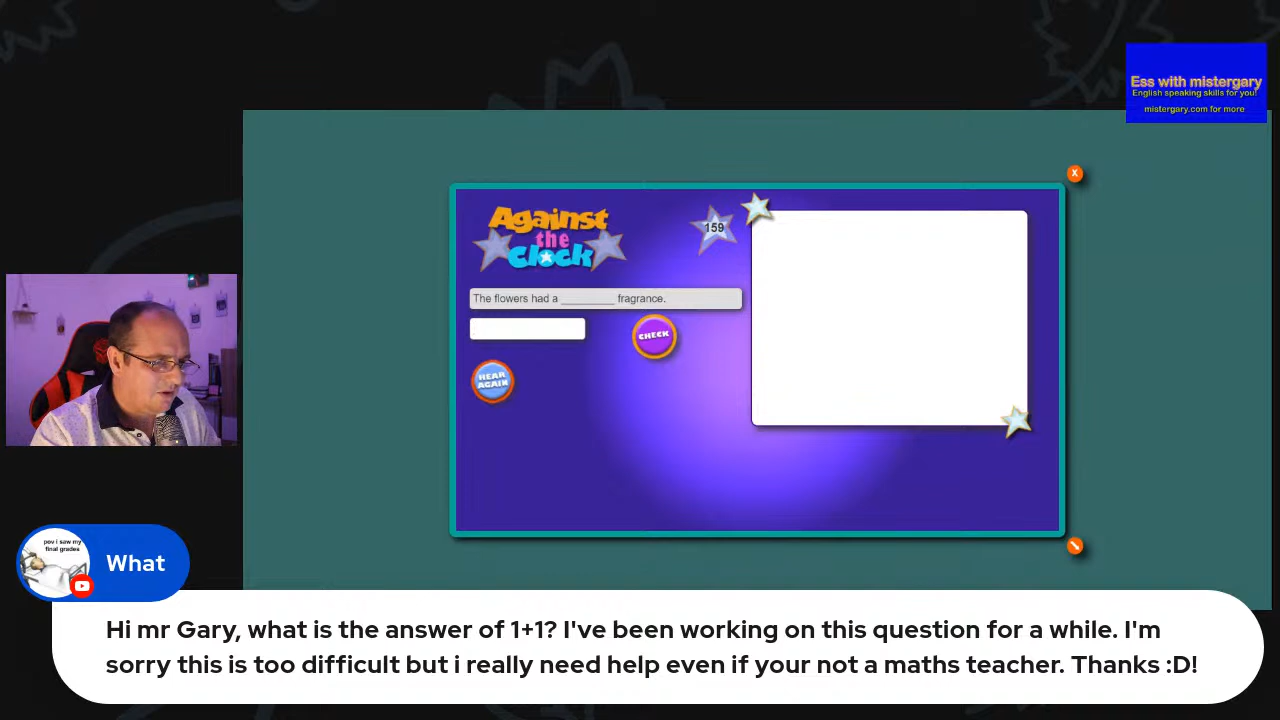 Ess with mistergary
English speaking skills for you!
mistergary.com for more
X
Against
the
Clock
159
The flowers had a _________ fragrance.
CHECK
HEAR
AGAIN
pov i saw my
final grades
What
Hi mr Gary, what is the answer of 1+1? I've been working on this question for a while. I'm
sorry this is too difficult but i really need help even if your not a maths teacher. Thanks :D!